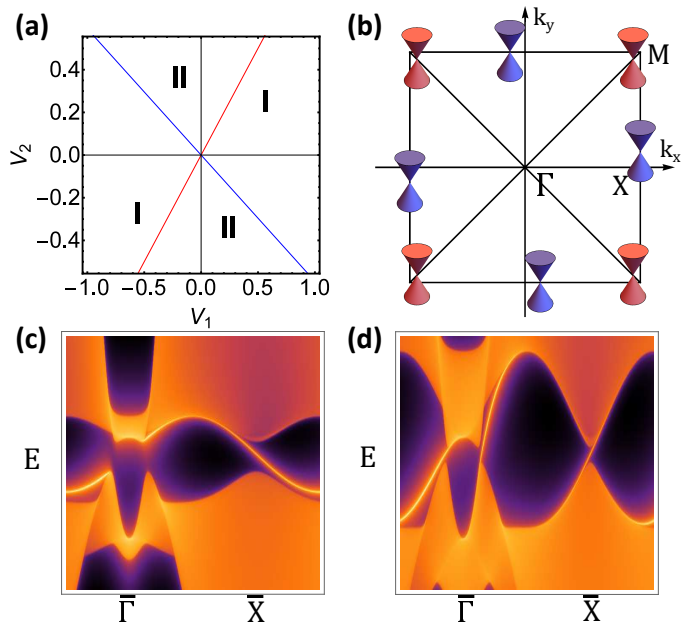 (a)
0.4
0.2
0.0
−0.2
−0.4
V2
II
I
I
II
−1.0 −0.5 0.0 0.5 1.0
V1
(b)
ky
M
kx
Γ
X
(c)
E
Γ̅ X̅
(d)
E
Γ̅ X̅